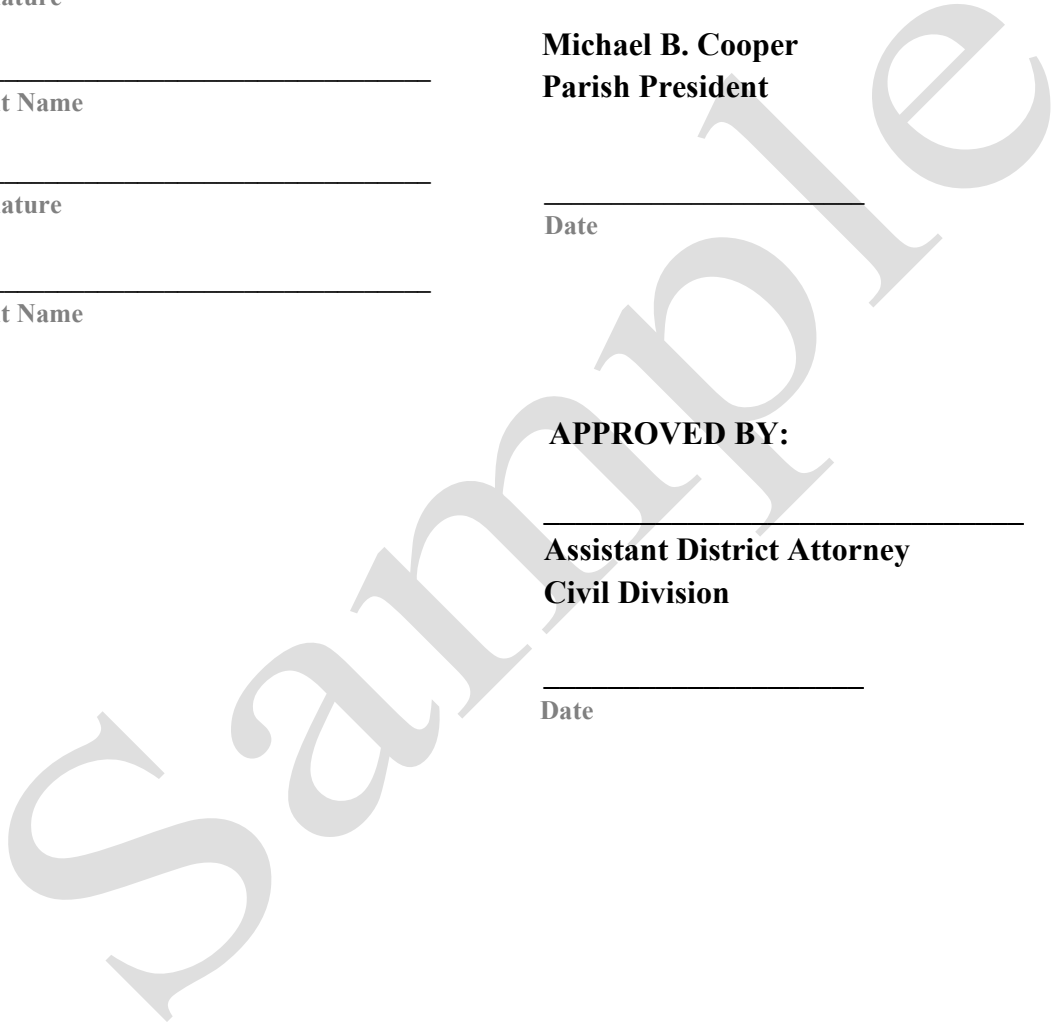 ature
t Name
ature
t Name
Michael B. Cooper
Parish President
Date
APPROVED BY:
Assistant District Attorney
Civil Division
Date
Sample